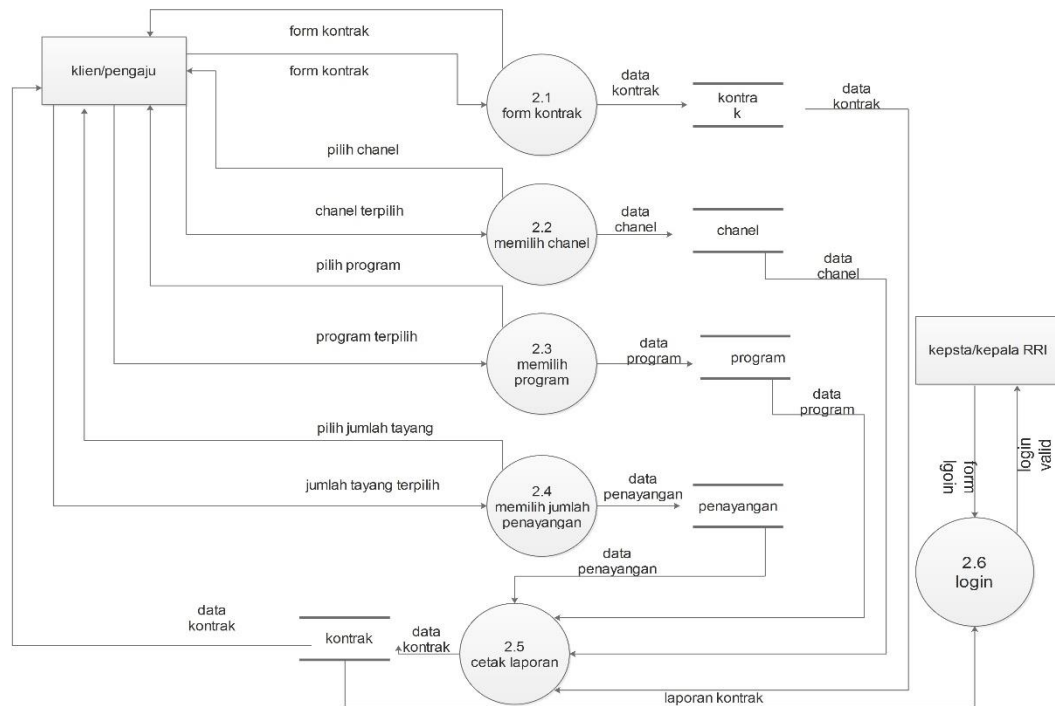 form kontrak
klien/pengaju
form kontrak
2.1
form kontrak
data
kontrak
kontra
k
data
kontrak
pilih chanel
chanel terpilih
2.2
memilih chanel
data
chanel
chanel
data
chanel
pilih program
program terpilih
2.3
memilih
program
data
program
program
data
program
kepsta/kepala RRI
form
lgoin
login
valid
2.6
login
pilih jumlah tayang
jumlah tayang terpilih
2.4
memilih jumlah
penayangan
data
penayangan
penayangan
data
penayangan
data
kontrak
kontrak
data
kontrak
2.5
cetak laporan
laporan kontrak